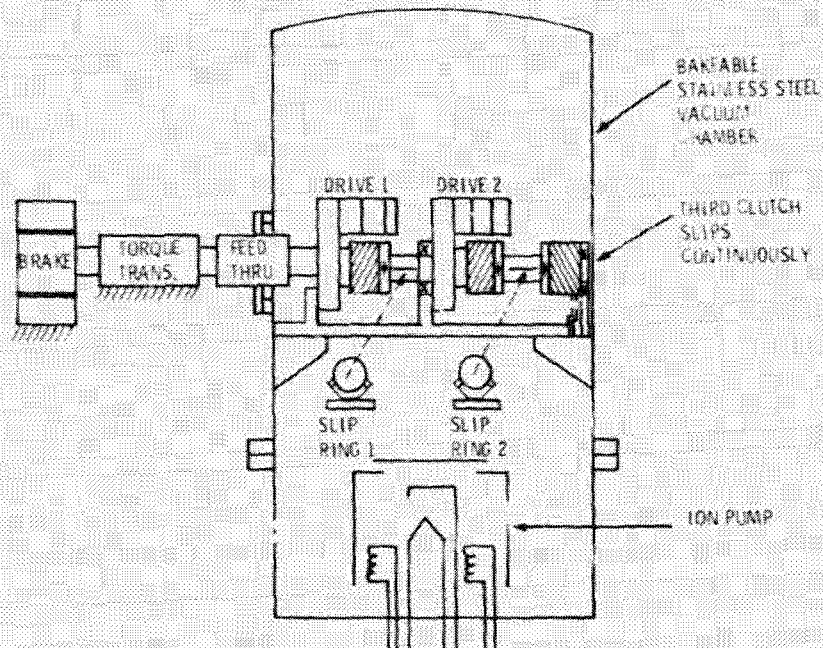 BAKEABLE
STAINLESS STEEL
VACUUM
CHAMBER
DRIVE 1
DRIVE 2
THIRD CLUTCH
SLIPS
CONTINUOUSLY
BRAKE
TORQUE
TRANS.
FEED
THRU
SLIP
RING 1
SLIP
RING 2
ION PUMP